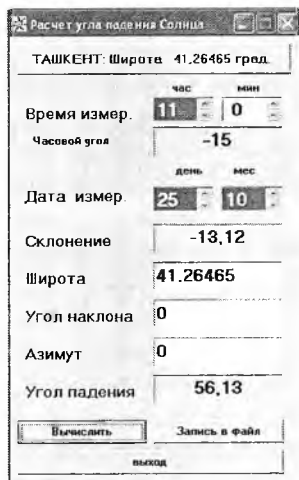 Расчет угла падения Солнца
ТАШКЕНТ: Широта 41,26465 град.
час мин
Время измер. 11 0
Часовой угол -15
день мес
Дата измер. 25 10
Склонение -13,12
Широта 41.26465
Угол наклона 0
Азимут 0
Угол падения 56,13
Вычислить Запись в файл
выход